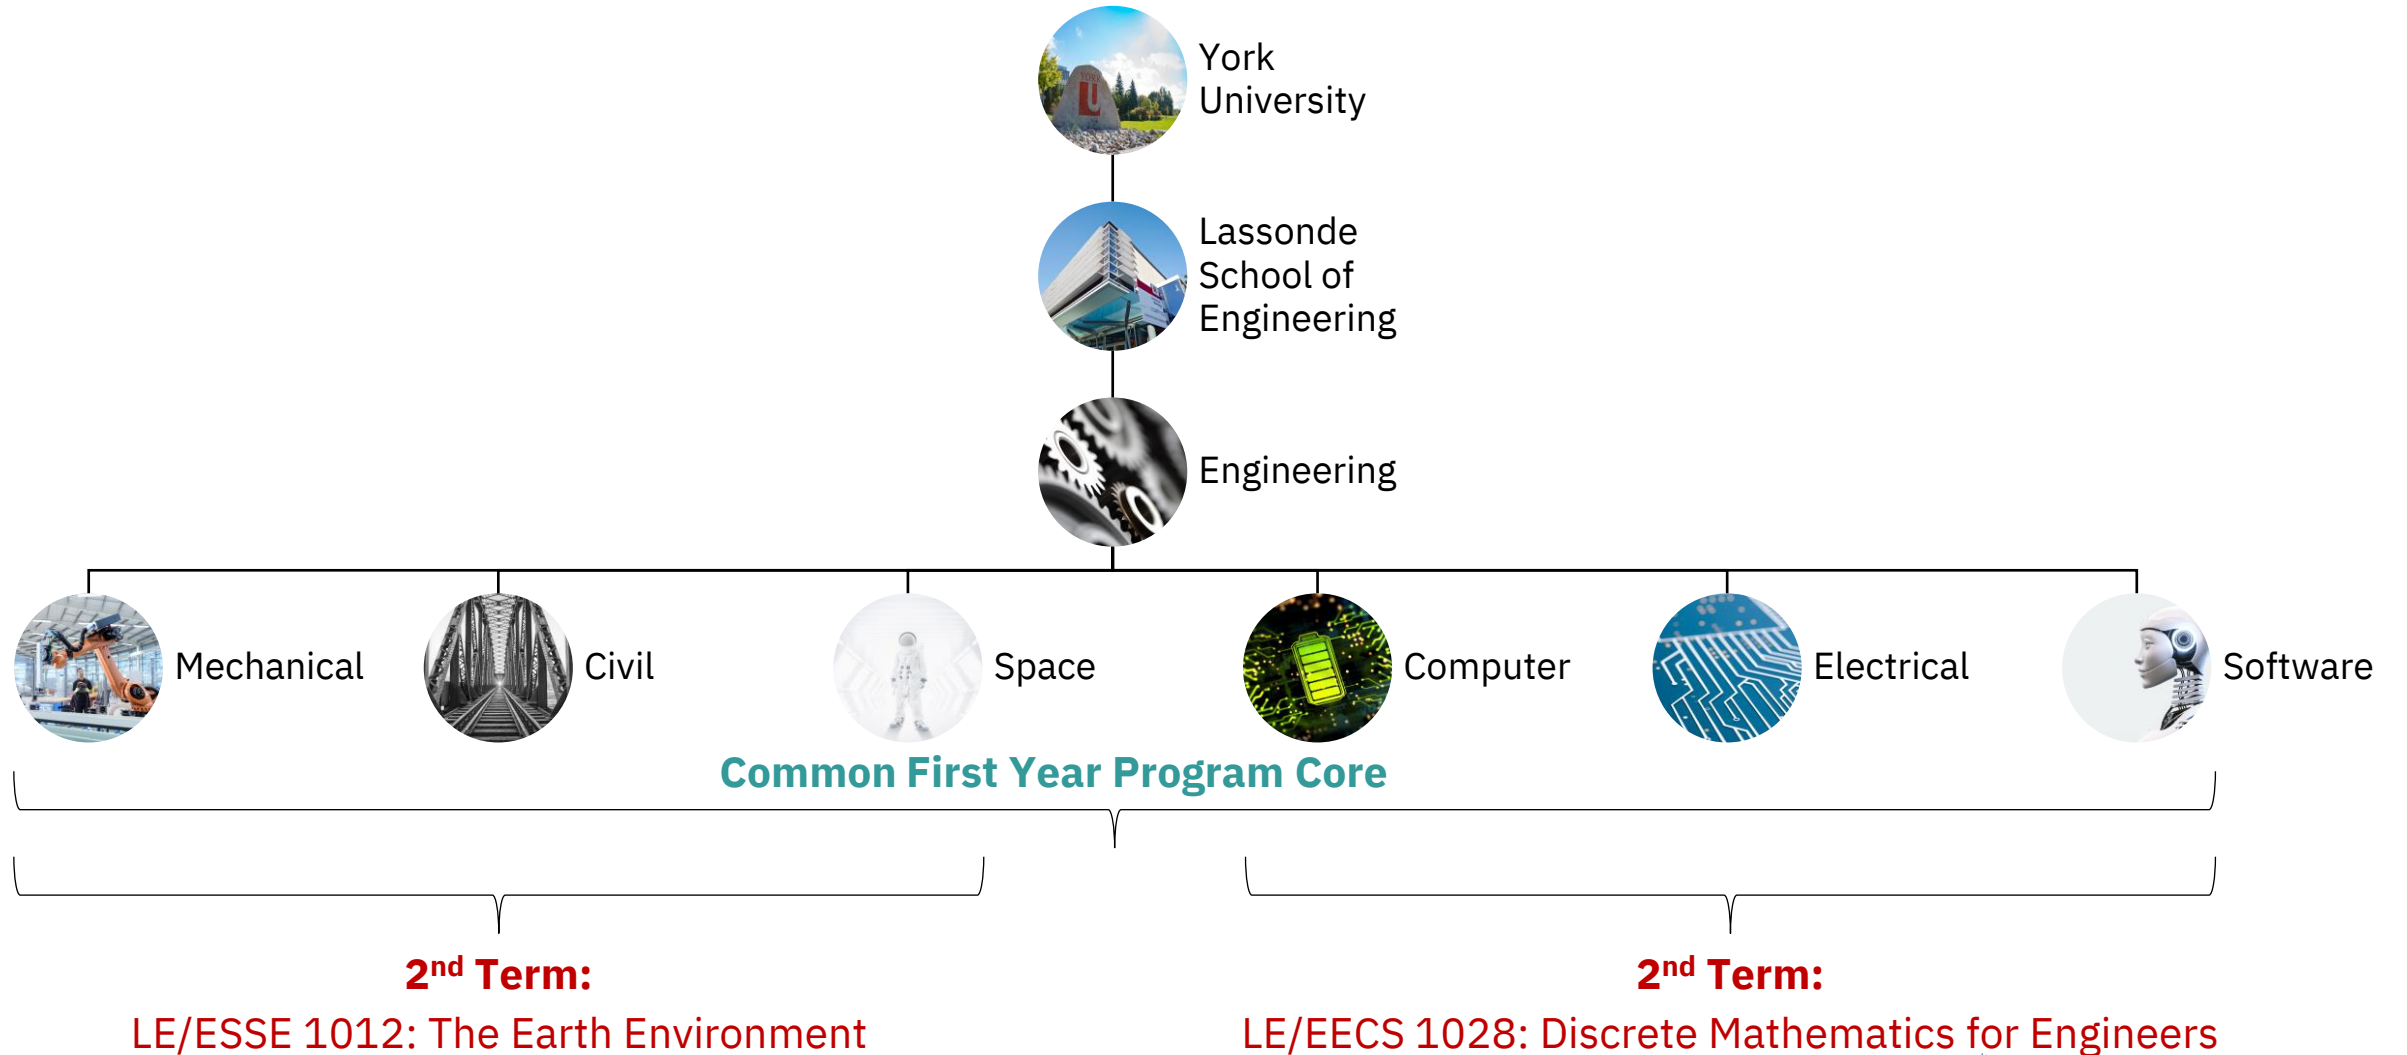 York
University
Lassonde
School of
Engineering
Engineering
Mechanical
Civil
Space
Computer
Electrical
Software
Common First Year Program Core
2nd Term:
LE/ESSE 1012: The Earth Environment
2nd Term:
LE/EECS 1028: Discrete Mathematics for Engineers